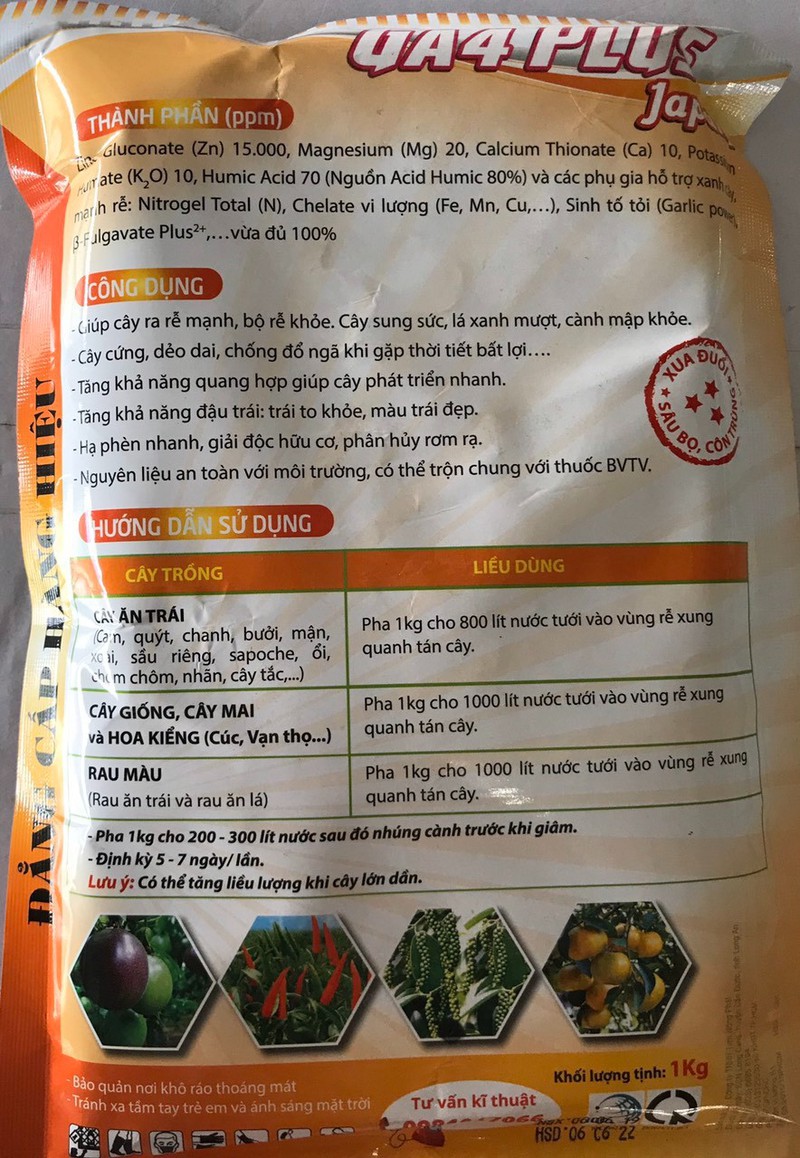 GA4 PLUS
THÀNH PHẦN (ppm)
Gluconate (Zn) 15.000, Magnesium (Mg) 20, Calcium Thionate (Ca) 10, Potassium
Humate (K₂O) 10, Humic Acid 70 (Nguồn Acid Humic 80%) và các phụ gia hỗ trợ xanh
mạnh rễ: Nitrogel Total (N), Chelate vi lượng (Fe, Mn, Cu,...), Sinh tố tỏi (Garlic
β-Fulgavate Plus²⁺,...vừa đủ 100%
CÔNG DỤNG
- Giúp cây ra rễ mạnh, bộ rễ khỏe. Cây sung sức, lá xanh mượt, cành mập khỏe.
- Cây cứng, dẻo dai, chống đổ ngã khi gặp thời tiết bất lợi....
- Tăng khả năng quang hợp giúp cây phát triển nhanh.
- Tăng khả năng đậu trái: trái to khỏe, màu trái đẹp.
- Hạ phèn nhanh, giải độc hữu cơ, phân hủy rơm rạ.
- Nguyên liệu an toàn với môi trường, có thể trộn chung với thuốc BVTV.
XUA ĐUỔI
SÂU BỌ, CÔN TRÙNG
ĐẲNG CẤP HÀNG HIỆU
HƯỚNG DẪN SỬ DỤNG
CÂY TRỒNG
LIỀU DÙNG
CÂY ĂN TRÁI
(Cam, quýt, chanh, bưởi, mận,
xoài, sầu riêng, sapoche, ổi,
chôm chôm, nhãn, cây tắc,...)
Pha 1kg cho 800 lít nước tưới vào vùng rễ xung
quanh tán cây.
CÂY GIỐNG, CÂY MAI
và HOA KIỂNG (Cúc, Vạn thọ...)
Pha 1kg cho 1000 lít nước tưới vào vùng rễ xung
quanh tán cây.
RAU MÀU
(Rau ăn trái và rau ăn lá)
Pha 1kg cho 1000 lít nước tưới vào vùng rễ xung
quanh tán cây.
- Pha 1kg cho 200 - 300 lít nước sau đó nhúng cành trước khi giâm.
- Định kỳ 5 - 7 ngày/ lần.
Lưu ý: Có thể tăng liều lượng khi cây lớn dần.
- Bảo quản nơi khô ráo thoáng mát
- Tránh xa tầm tay trẻ em và ánh sáng mặt trời
Khối lượng tịnh: 1Kg
Tư vấn kĩ thuật
HSD 06 C6 22